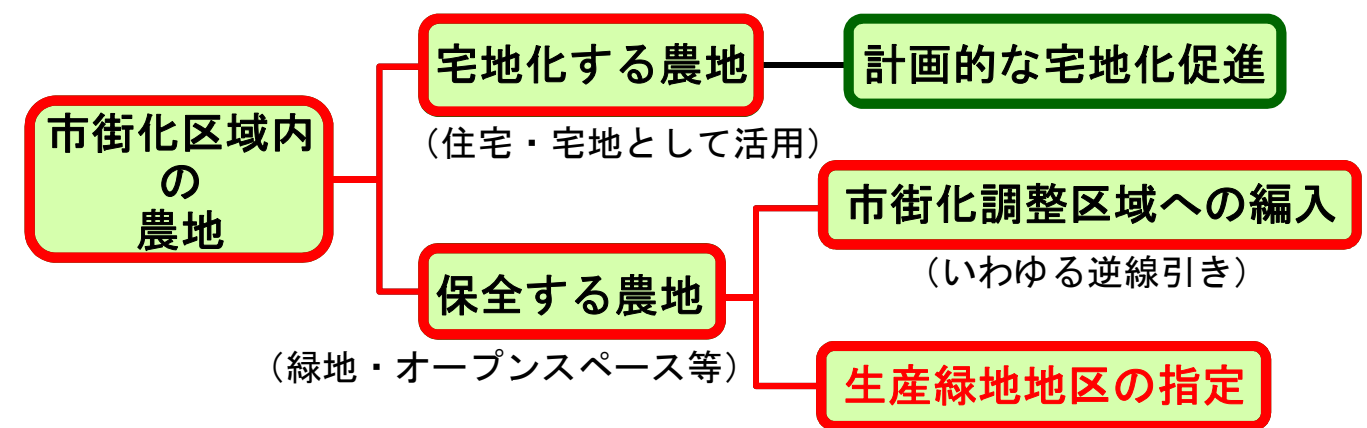 市街化区域内
の
農地
宅地化する農地
(住宅・宅地として活用)
計画的な宅地化促進
保全する農地
(緑地・オープンスペース等)
市街化調整区域への編入
(いわゆる逆線引き)
生産緑地地区の指定